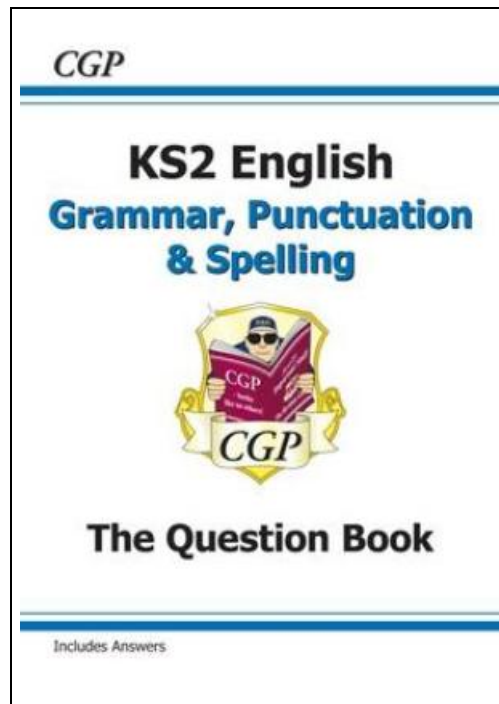 CGP
KS2 English
Grammar, Punctuation
& Spelling
CGP
CGP
The Question Book
Includes Answers